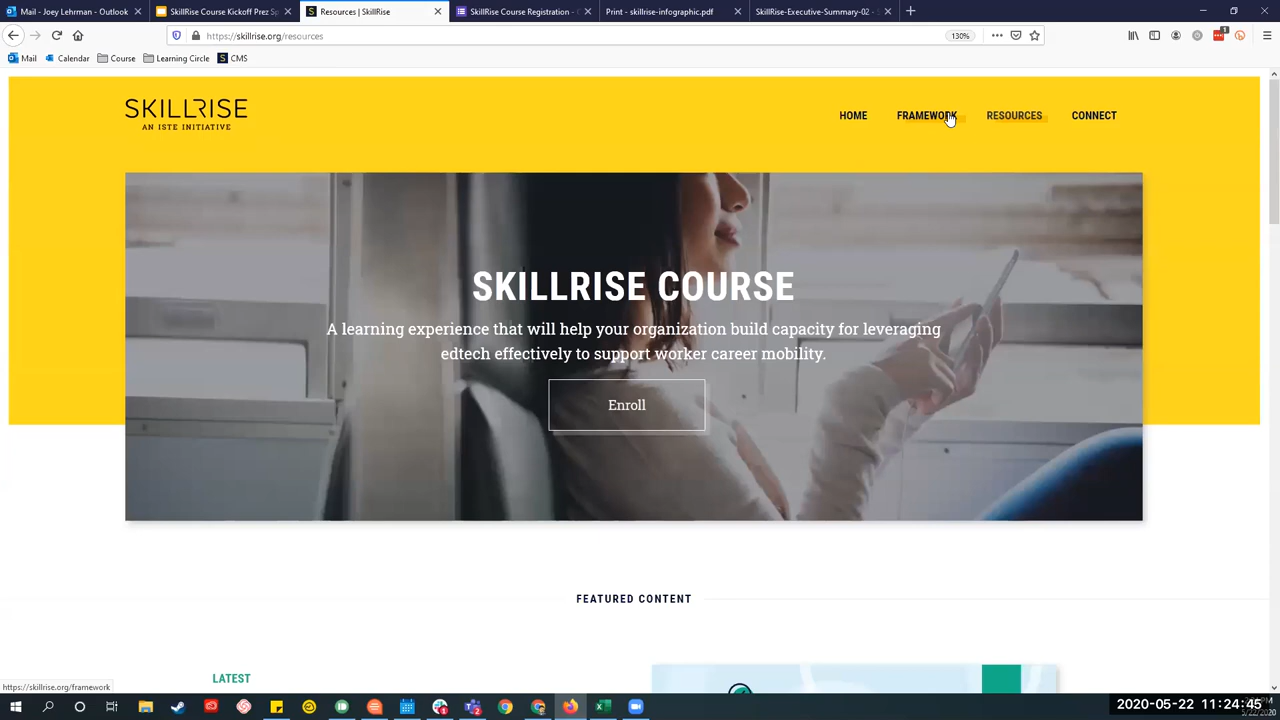 Mail - Joey Lehrman - Outlook
SkillRise Course Kickoff Prez Sp
Resources | SkillRise
SkillRise Course Registration - G
Print - skillrise-infographic.pdf
SkillRise-Executive-Summary-02 - S
https://skillrise.org/resources
130%
Mail
Calendar
Course
Learning Circle
CMS
SKILLRISE
AN ISTE INITIATIVE
HOME
FRAMEWORK
RESOURCES
CONNECT
SKILLRISE COURSE
A learning experience that will help your organization build capacity for leveraging
edtech effectively to support worker career mobility.
Enroll
FEATURED CONTENT
LATEST
https://skillrise.org/framework
2020-05-22 11:24:45